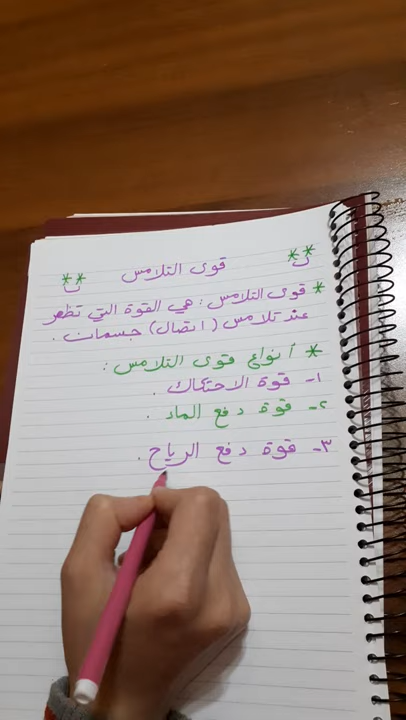 قوى التلامس
* قوى التلامس : هي القوة التي تظهر
عند تلامس (اتصال) جسمان .
* أنواع قوى التلامس :
١- قوة الاحتكاك .
٢- قوة دفع الماء .
٣- قوة دفع الرياح .